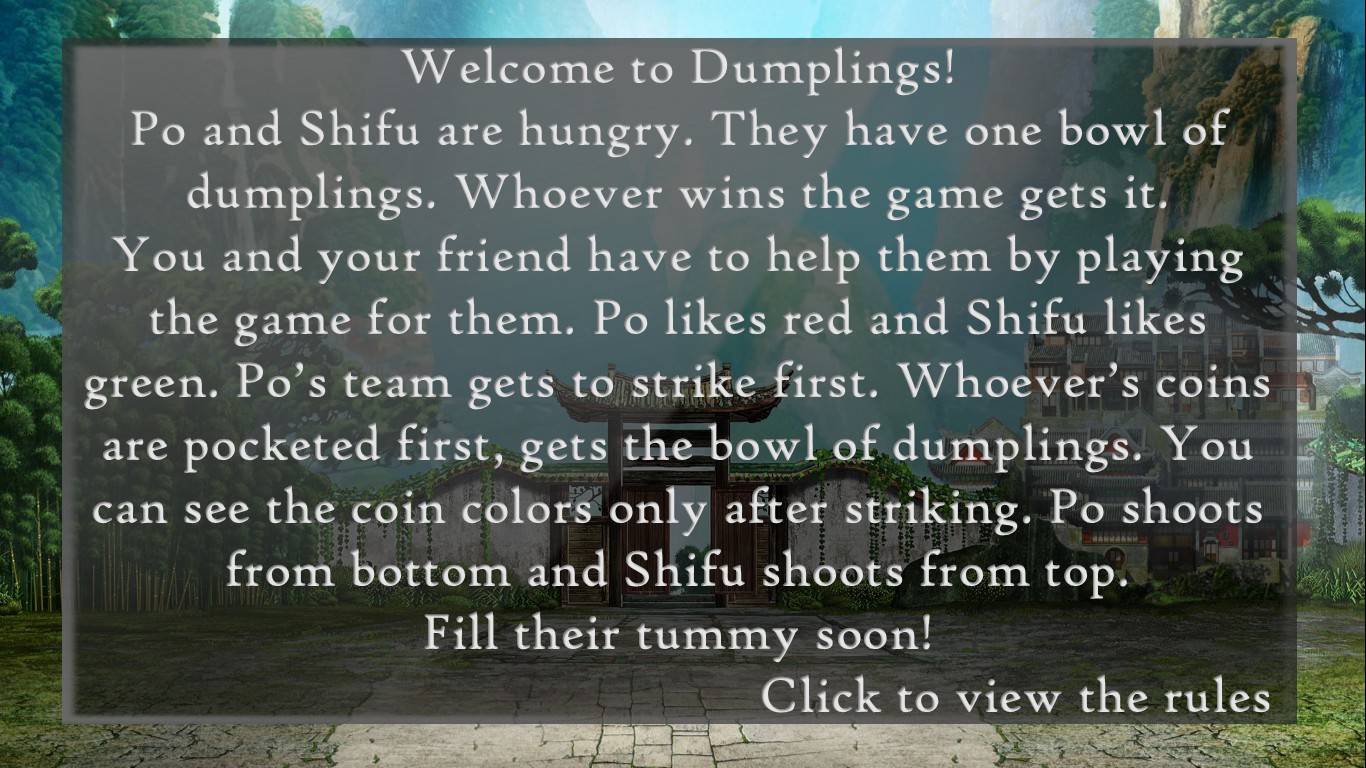 Welcome to Dumplings!
Po and Shifu are hungry. They have one bowl of
dumplings. Whoever wins the game gets it.
You and your friend have to help them by playing
the game for them. Po likes red and Shifu likes
green. Po’s team gets to strike first. Whoever’s coins
are pocketed first, gets the bowl of dumplings. You
can see the coin colors only after striking. Po shoots
from bottom and Shifu shoots from top.
Fill their tummy soon!
Click to view the rules